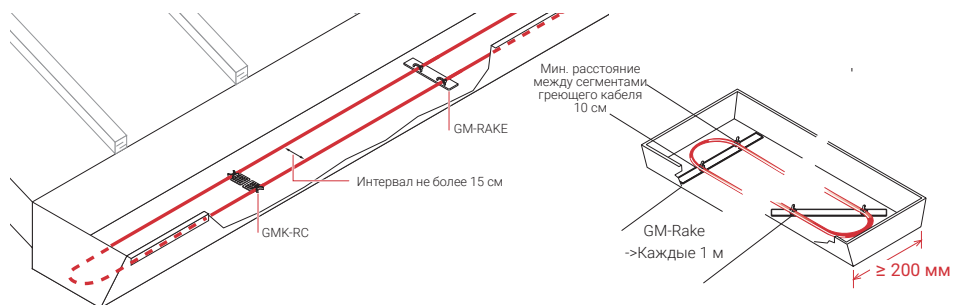 GM-RAKE
Интервал не более 15 см
GMK-RC
Мин. расстояние
между сегментами
греющего кабеля
10 см
GM-Rake
->Каждые 1 м
≥ 200 мм